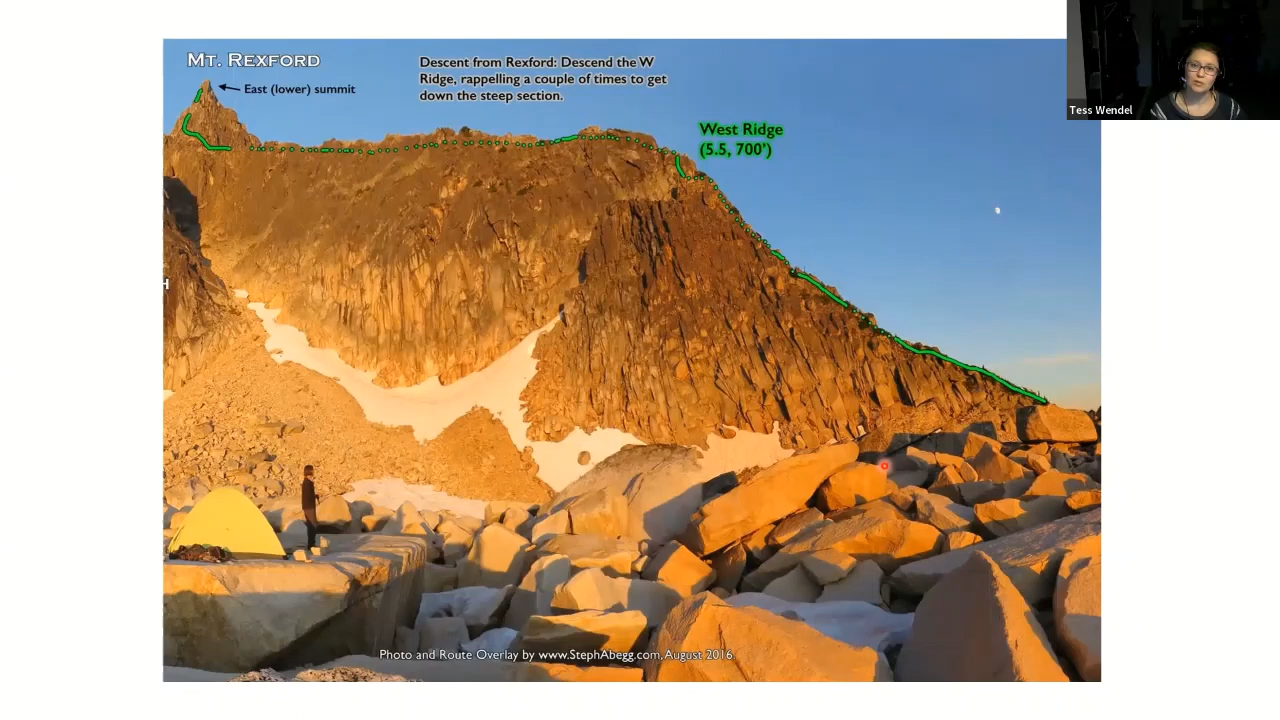 MT. REXFORD
East (lower) summit
Descent from Rexford: Descend the W
Ridge, rappelling a couple of times to get
down the steep section.
West Ridge
(5.5, 700')
Tess Wendel
H
Photo and Route Overlay by www.StephAbegg.com, August 2016.